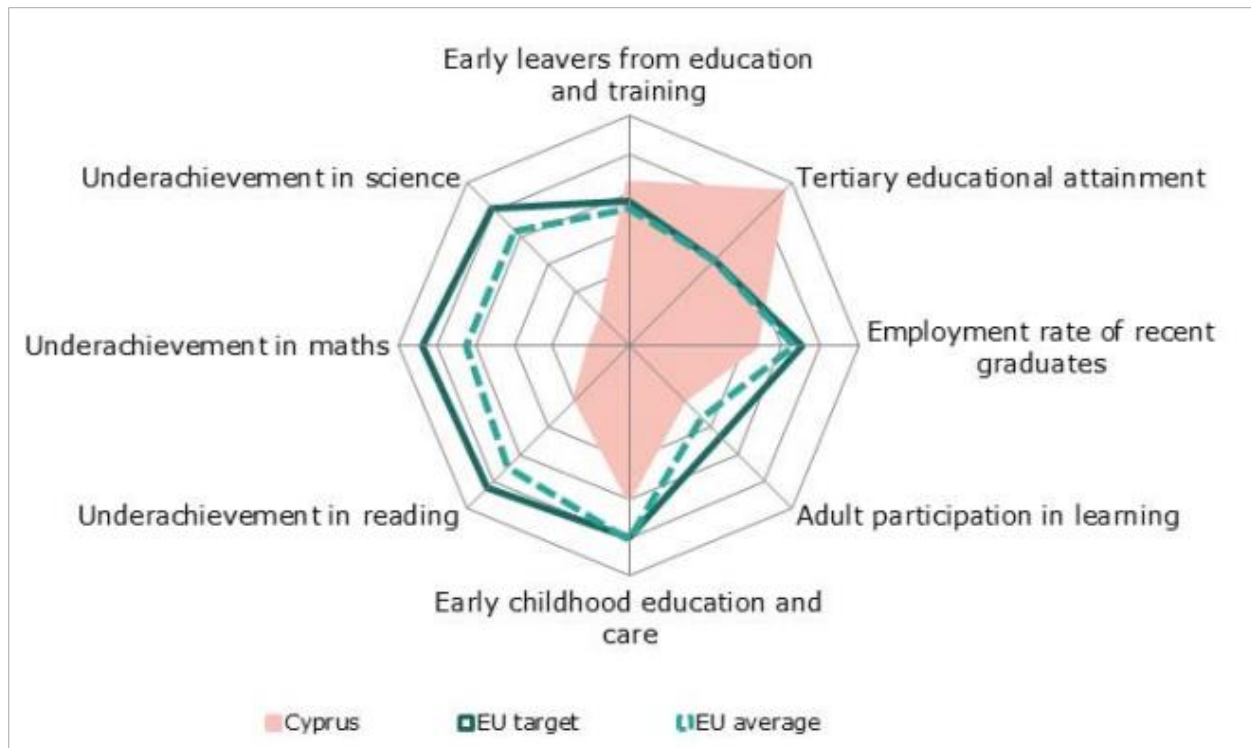 Early leavers from education
and training
Underachievement in science
Tertiary educational attainment
Underachievement in maths
Employment rate of recent
graduates
Underachievement in reading
Adult participation in learning
Early childhood education and
care
Cyprus
EU target
EU average